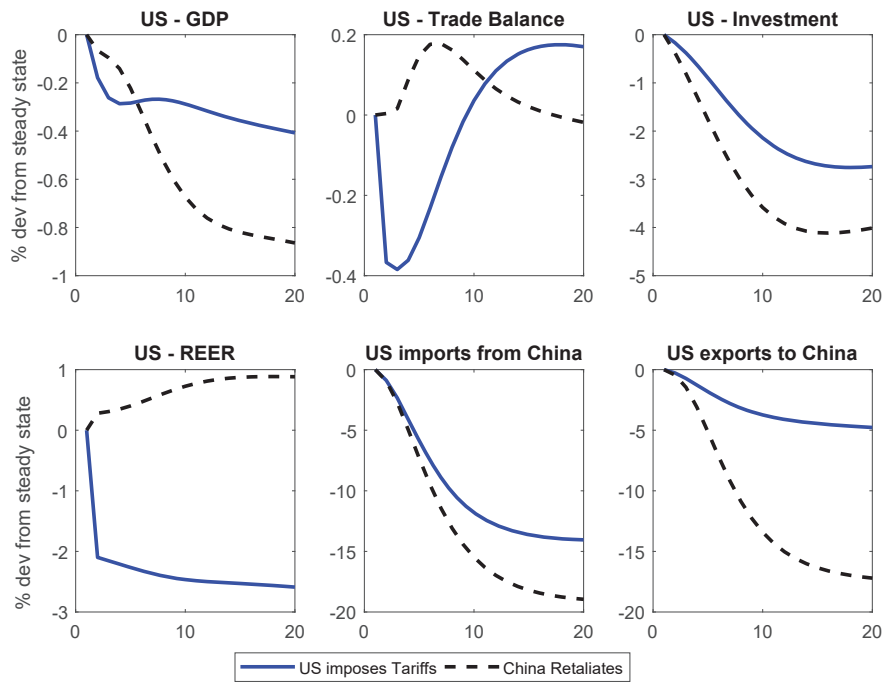 US - GDP
US - Trade Balance
US - Investment
% dev from steady state
0
-0.2
-0.4
-0.6
-0.8
-1
0 10 20
0.2
0
-0.2
-0.4
0 10 20
0
-1
-2
-3
-4
-5
0 10 20
US - REER
US imports from China
US exports to China
% dev from steady state
1
0
-1
-2
-3
0 10 20
0
-5
-10
-15
-20
0 10 20
0
-5
-10
-15
-20
0 10 20
US imposes Tariffs China Retaliates